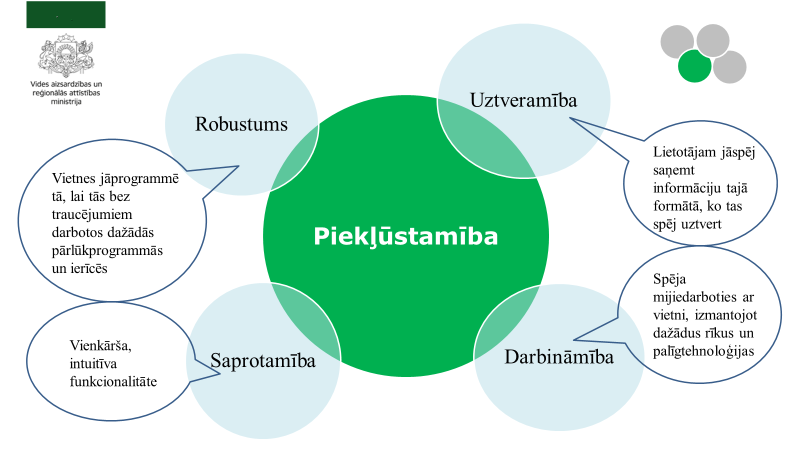 Vides aizsardzības un
reģionālās attīstības
ministrija
Robustums
Uztveramība
Vietnes jāprogrammē
tā, lai tās bez
traucējumiem
darbotos dažādās
pārlūkprogrammās
un ierīcēs
Lietotājam jāspēj
saņemt
informāciju tajā
formātā, ko tas
spēj uztvert
Piekļūstamība
Vienkārša,
intuitīva
funkcionalitāte
Saprotamība
Darbināmība
Spēja
mijiedarboties ar
vietni, izmantojot
dažādus rīkus un
palīgtehnoloģijas